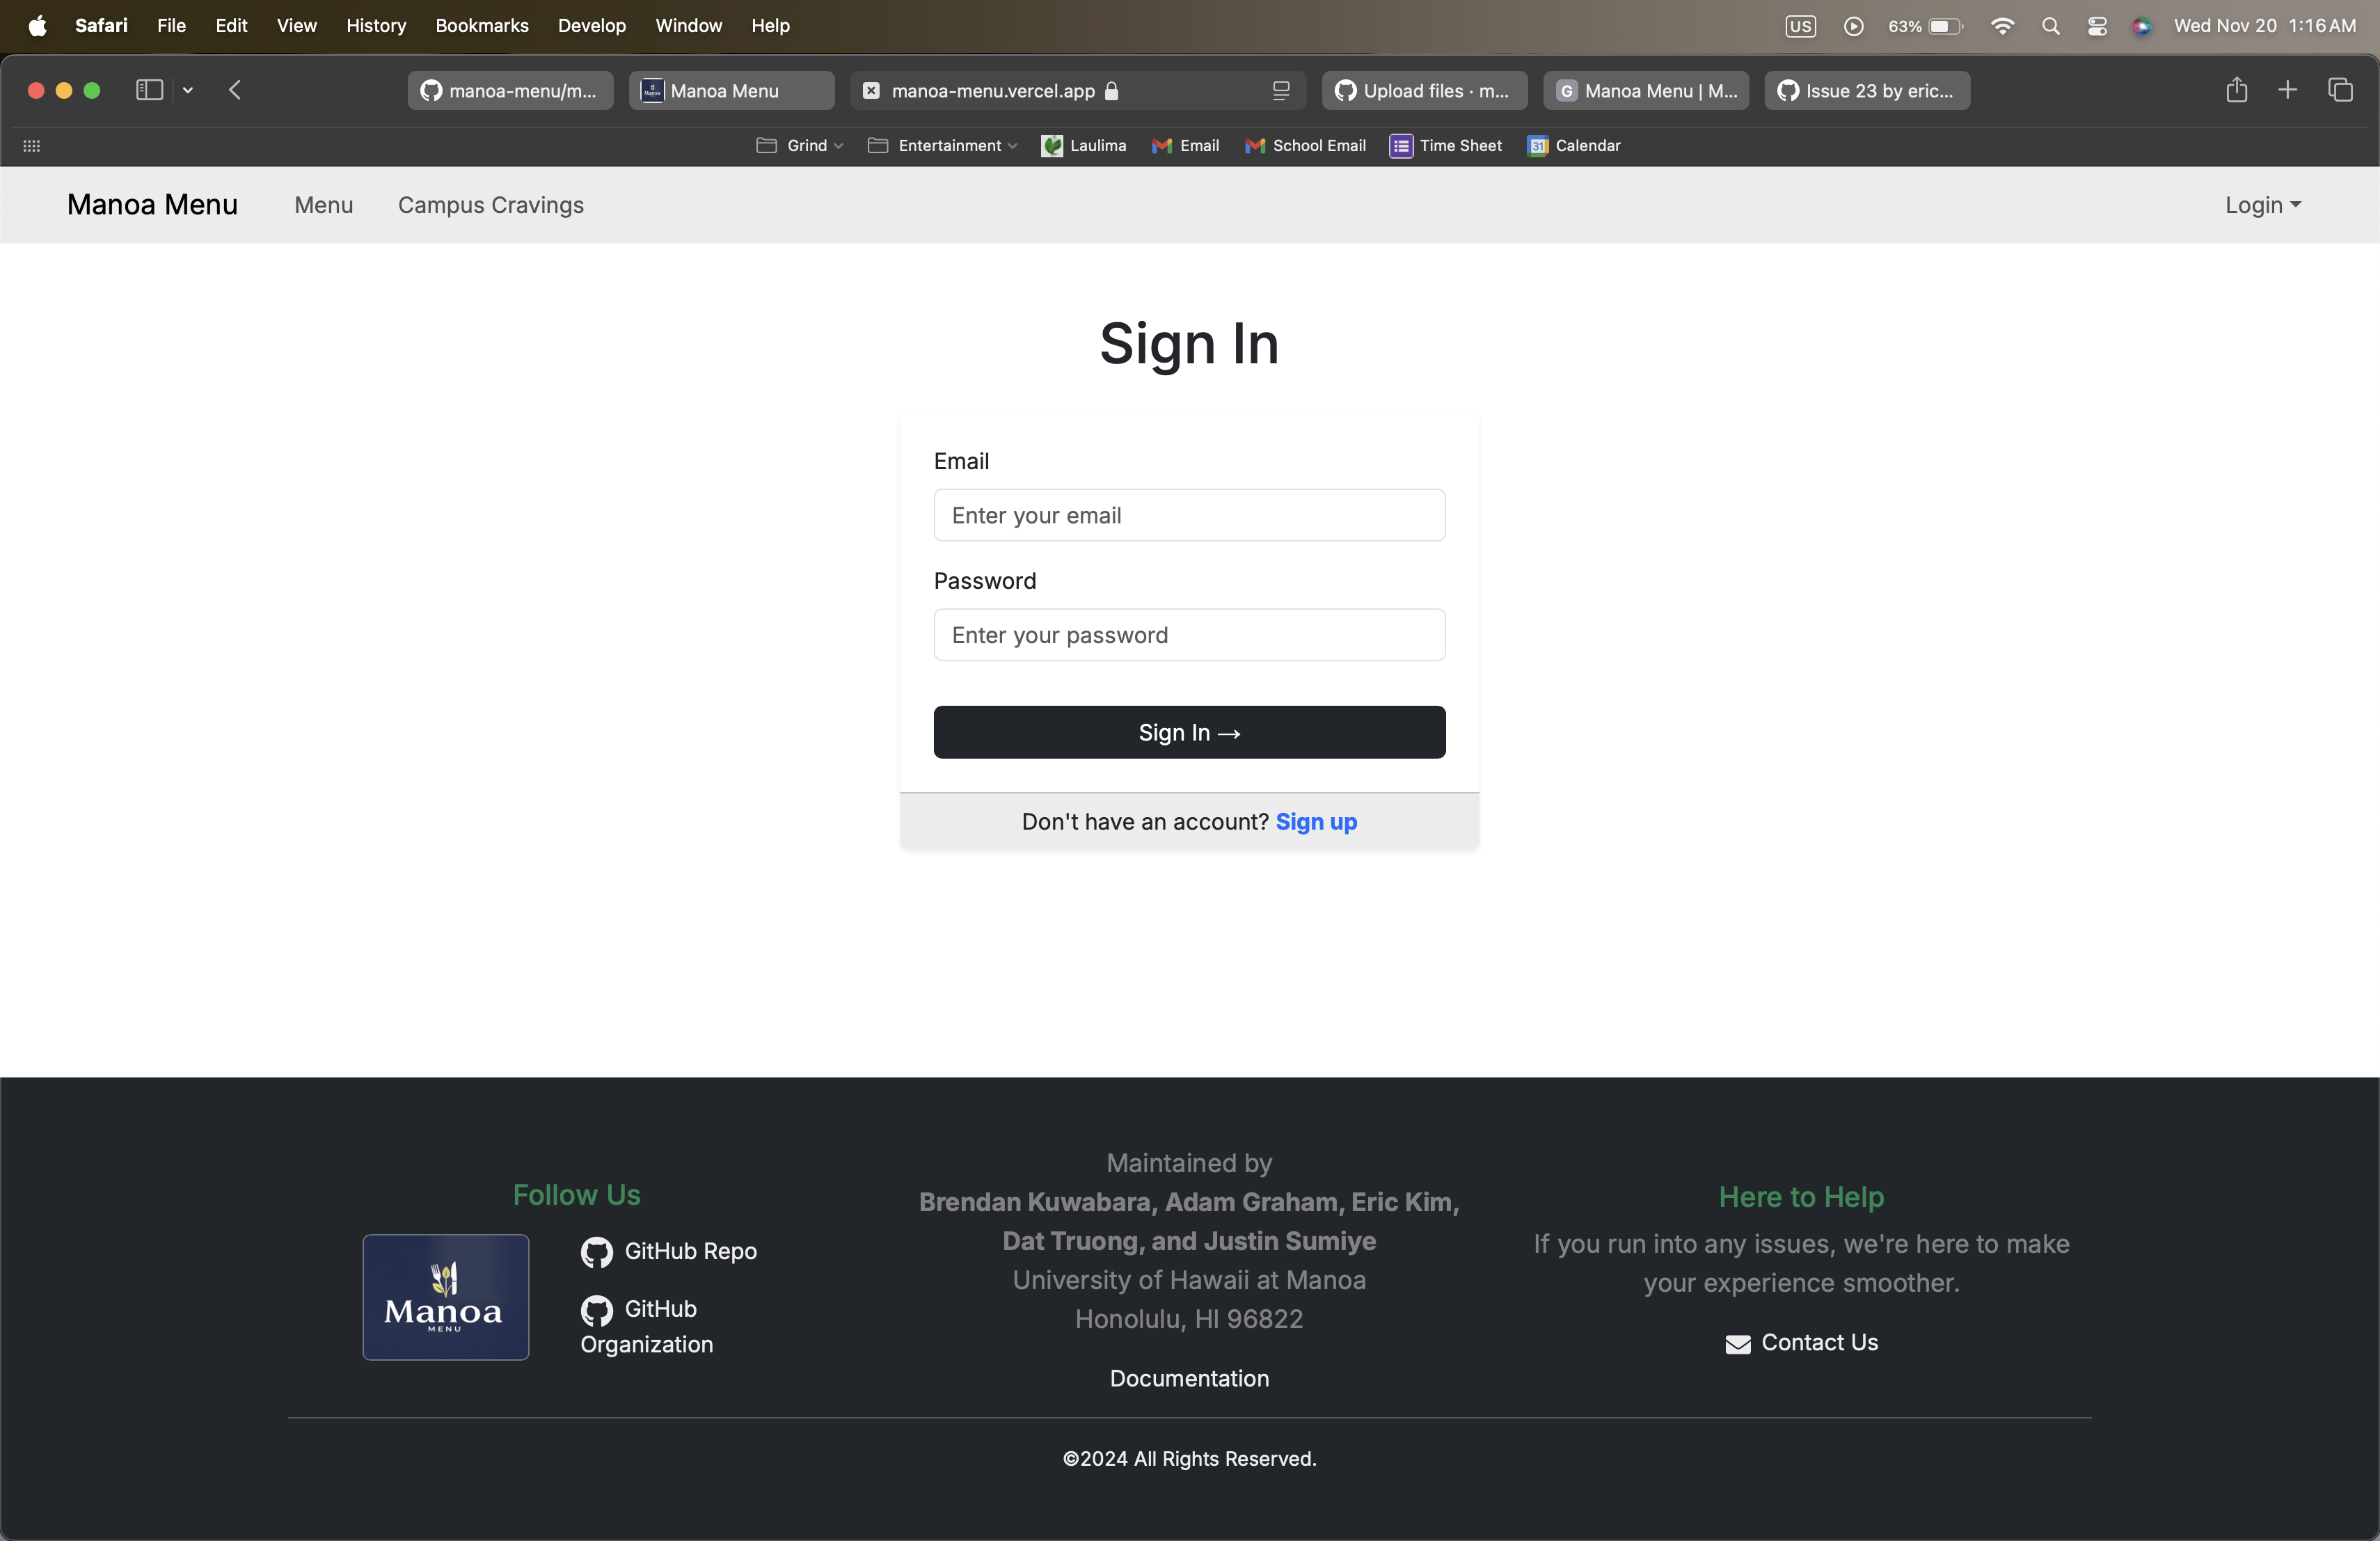 Safari File Edit View History Bookmarks Develop Window Help US 63% Wed Nov 20 1:16 AM
manoa-menu/m... Manoa Menu manoa-menu.vercel.app Upload files · m... G Manoa Menu | M... Issue 23 by eric...
Grind Entertainment Laulima Email School Email Time Sheet 31 Calendar
Manoa Menu Menu Campus Cravings Login
Sign In
Email
Enter your email
Password
Enter your password
Sign In →
Don't have an account? Sign up
Follow Us
Manoa
MENU
GitHub Repo
GitHub
Organization
Maintained by
Brendan Kuwabara, Adam Graham, Eric Kim,
Dat Truong, and Justin Sumiye
University of Hawaii at Manoa
Honolulu, HI 96822
Documentation
Here to Help
If you run into any issues, we're here to make
your experience smoother.
Contact Us
©2024 All Rights Reserved.